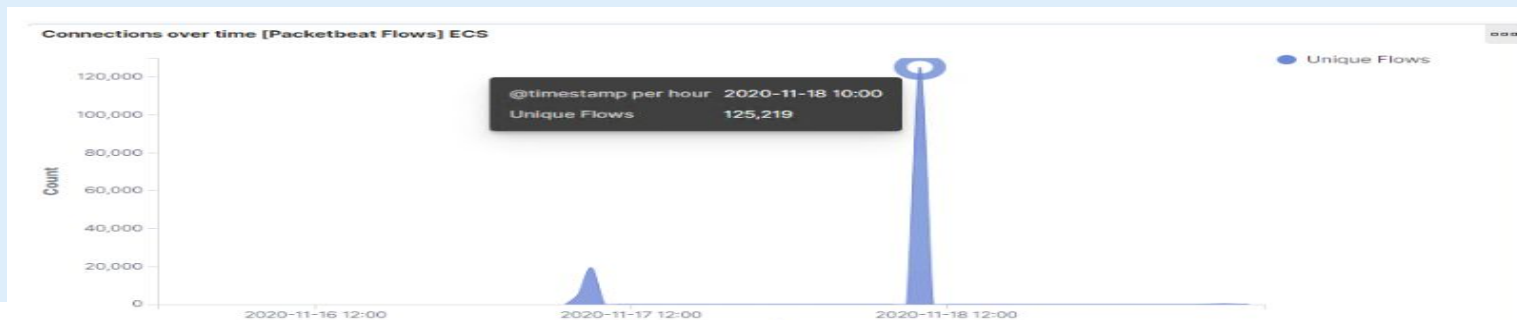 Connections over time [Packetbeat Flows] ECS
Unique Flows
120,000
@timestamp per hour 2020-11-18 10:00
Unique Flows 125,219
100,000
80,000
Count
60,000
40,000
20,000
0
2020-11-16 12:00 2020-11-17 12:00 2020-11-18 12:00